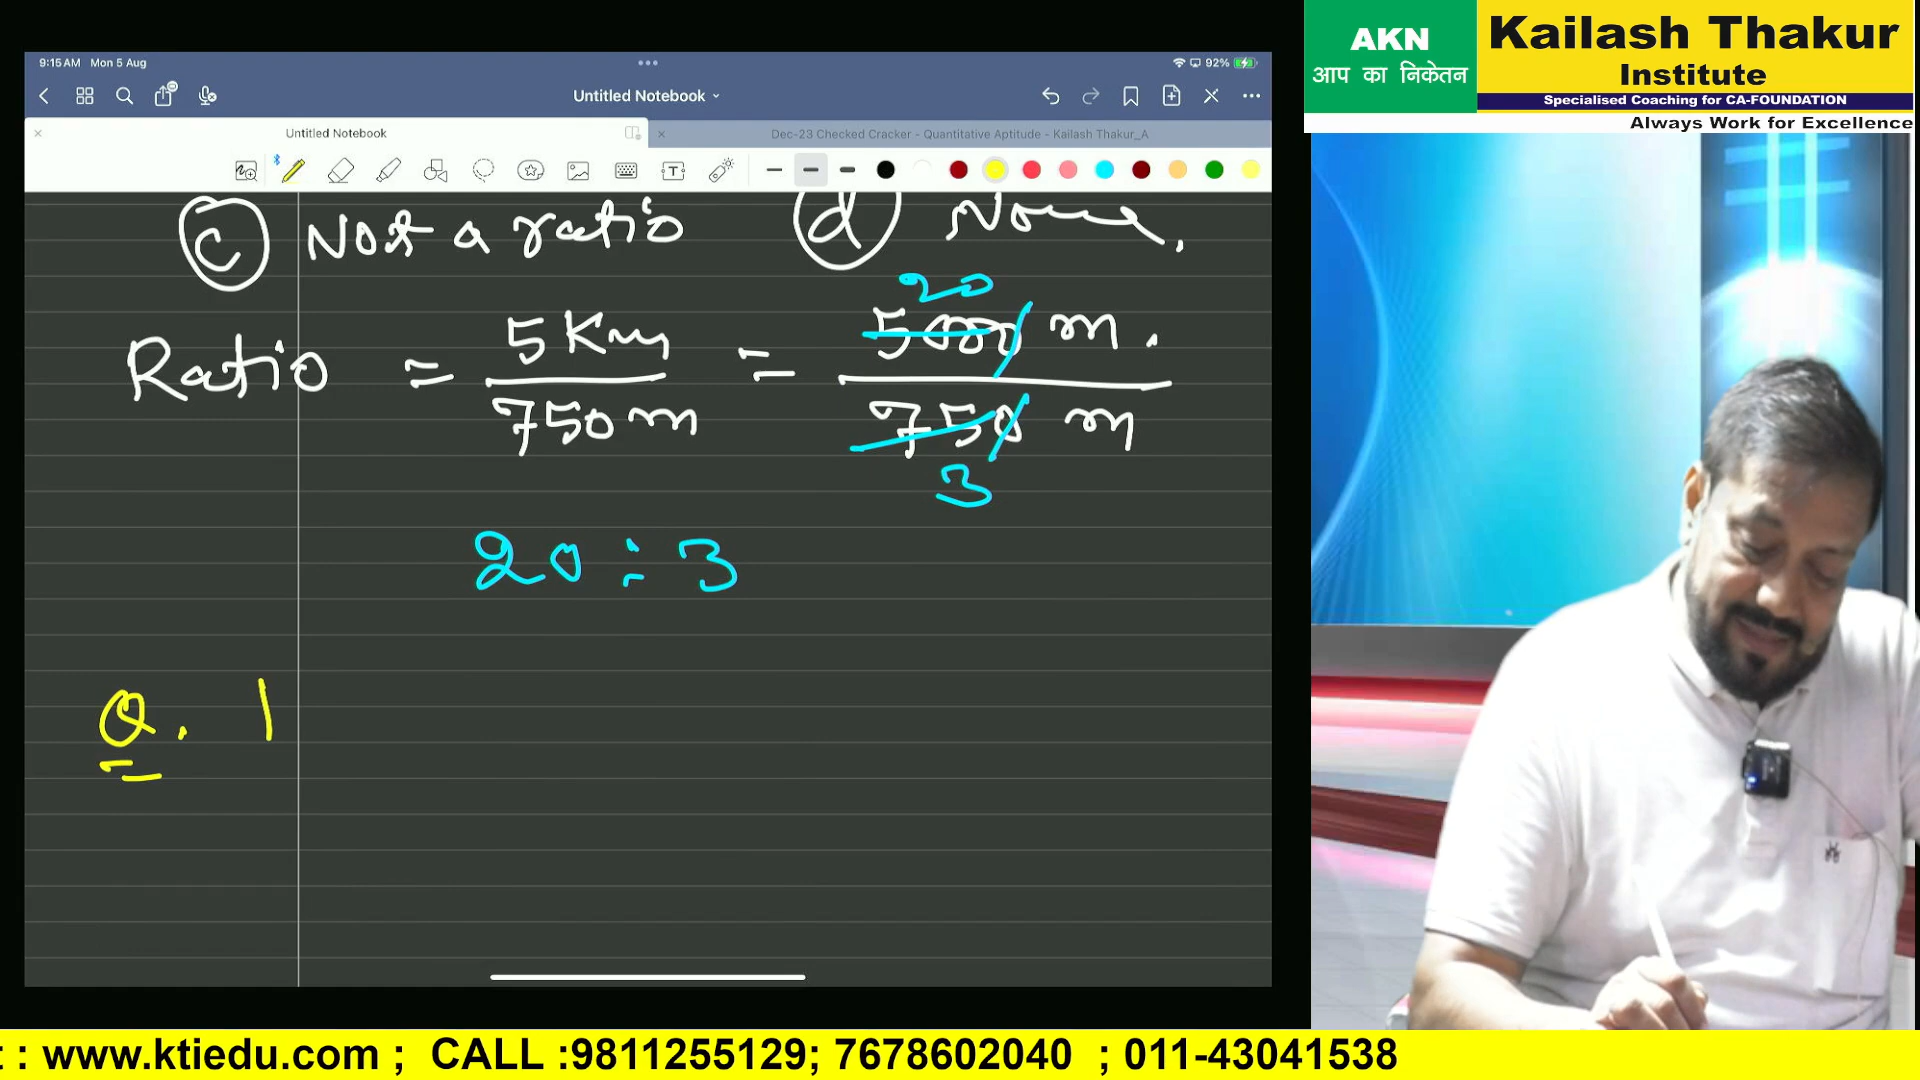 AKN
आप का निकेतन
Kailash Thakur
Institute
Specialised Coaching for CA-FOUNDATION
Always Work for Excellence
9:15 AM Mon 5 Aug
92%
Untitled Notebook
Untitled Notebook
Dec-23 Checked Cracker - Quantitative Aptitude - Kailash Thakur_A
(c) Not a ratio (d) None.
20
Ratio = 5 Km / 750 m = 5000 m. / 750 m
3
20 : 3
Q. 1
: www.ktiedu.com ; CALL :9811255129; 7678602040 ; 011-43041538